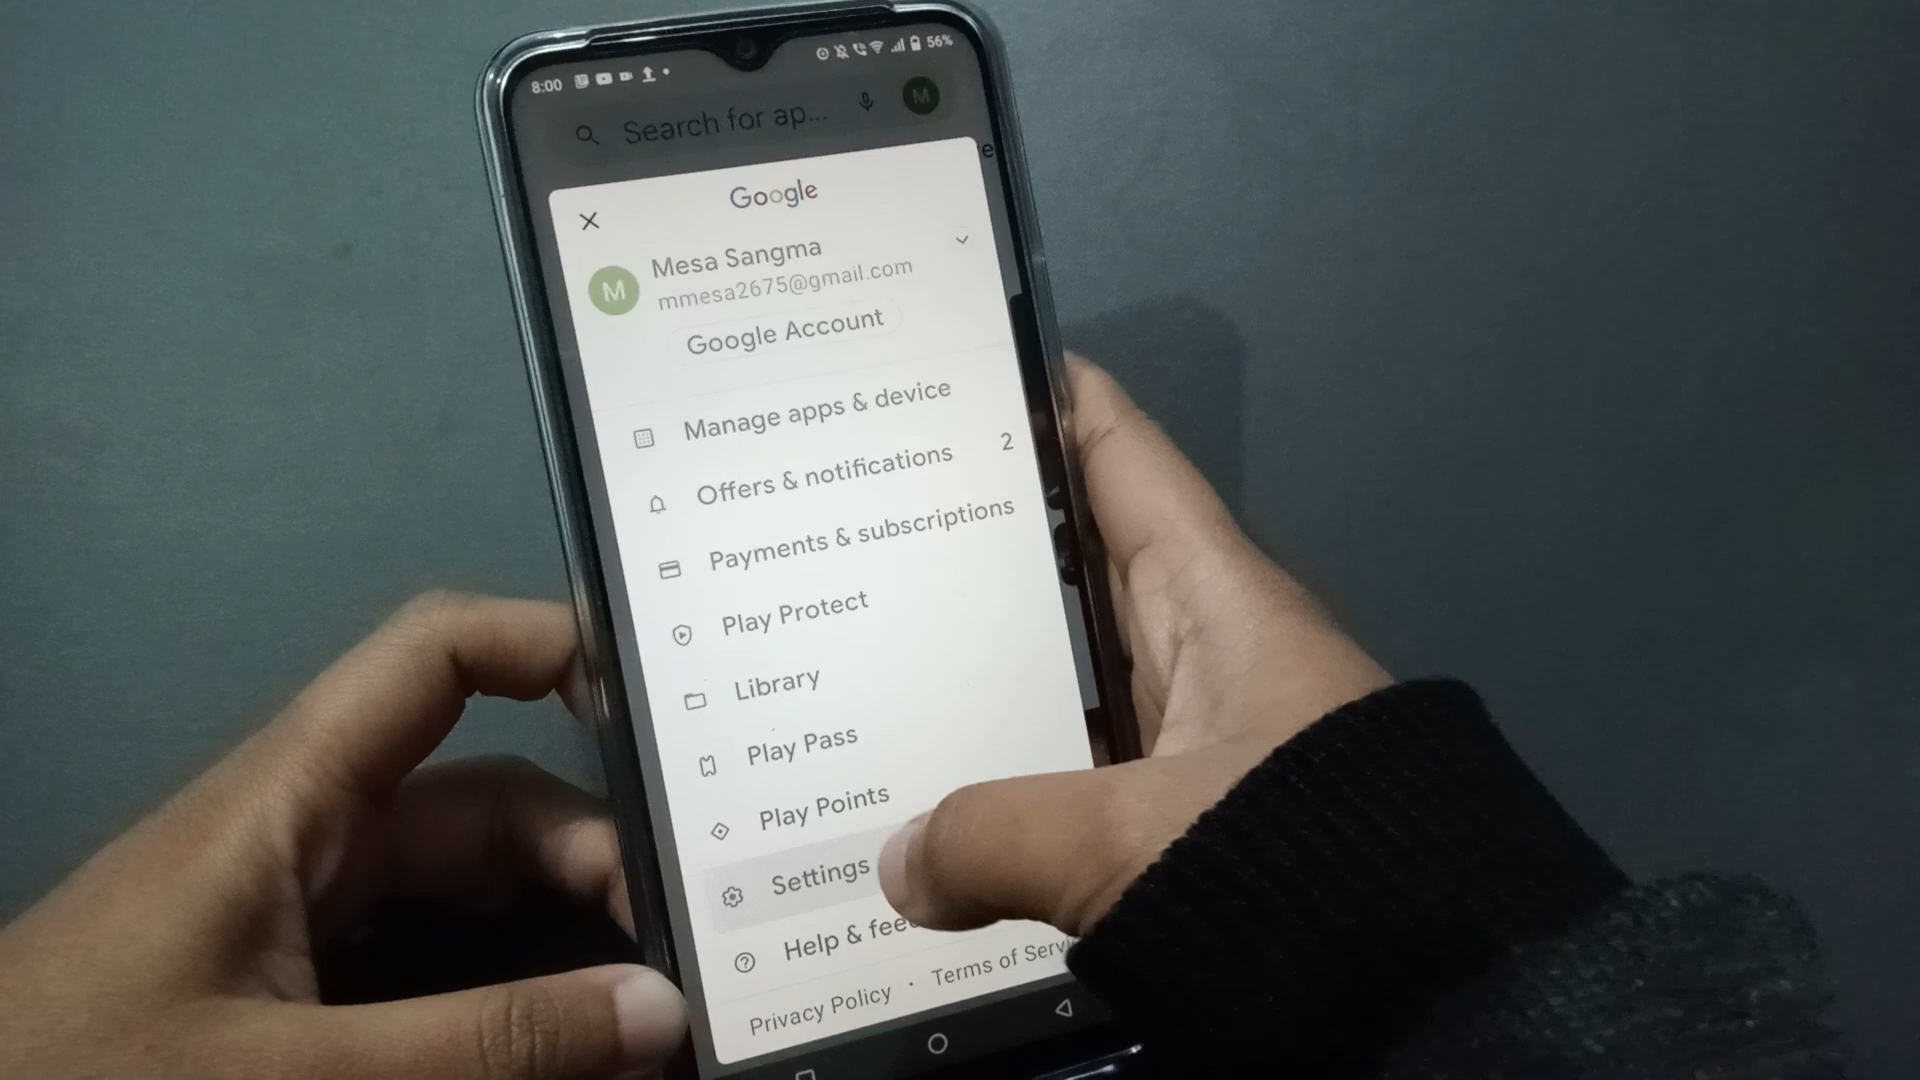 8:00 56%
Search for ap... M
Google
Mesa Sangma
M mmesa2675@gmail.com
Google Account
Manage apps & device
Offers & notifications 2
Payments & subscriptions
Play Protect
Library
Play Pass
Play Points
Settings
Help & fee
Privacy Policy · Terms of Servi